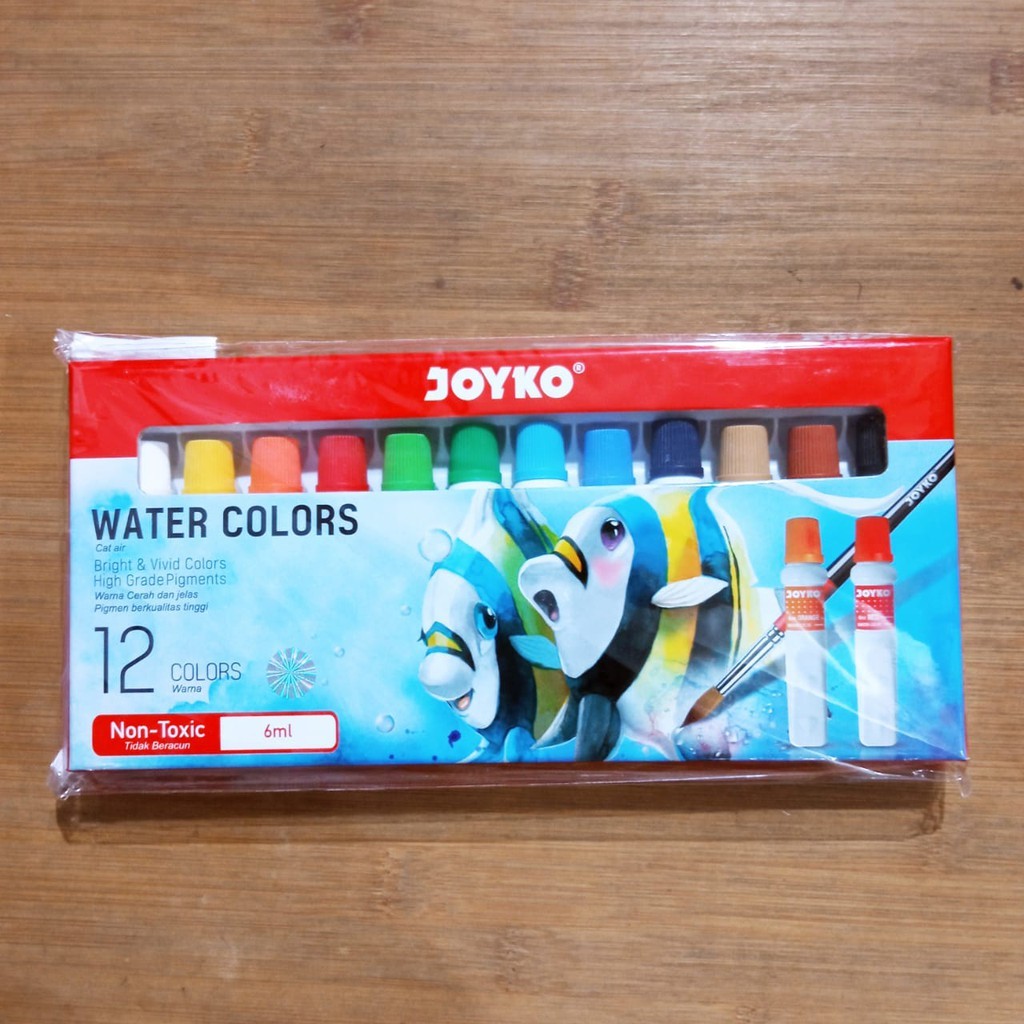 JOYKO®
WATER COLORS
Cat air
Bright & Vivid Colors
High Grade Pigments
Warna Cerah dan jelas
Pigmen berkualitas tinggi
12 COLORS
Warna
Non-Toxic 6ml
Tidak Beracun
JOYKO
JOYKO
JOYKO